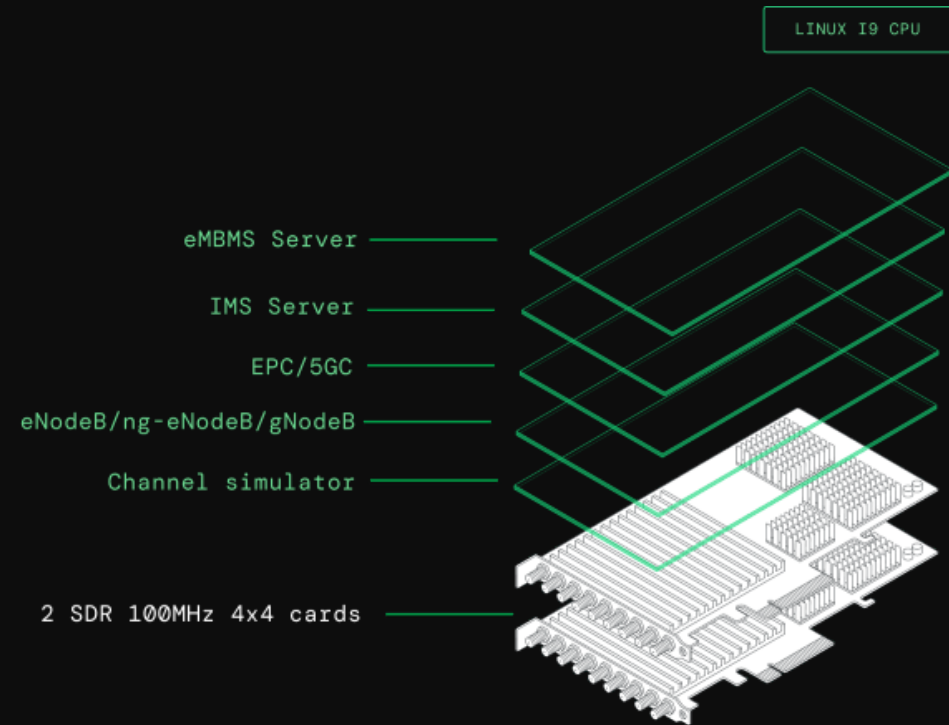 LINUX I9 CPU
eMBMS Server
IMS Server
EPC/5GC
eNodeB/ng-eNodeB/gNodeB
Channel simulator
2 SDR 100MHz 4x4 cards